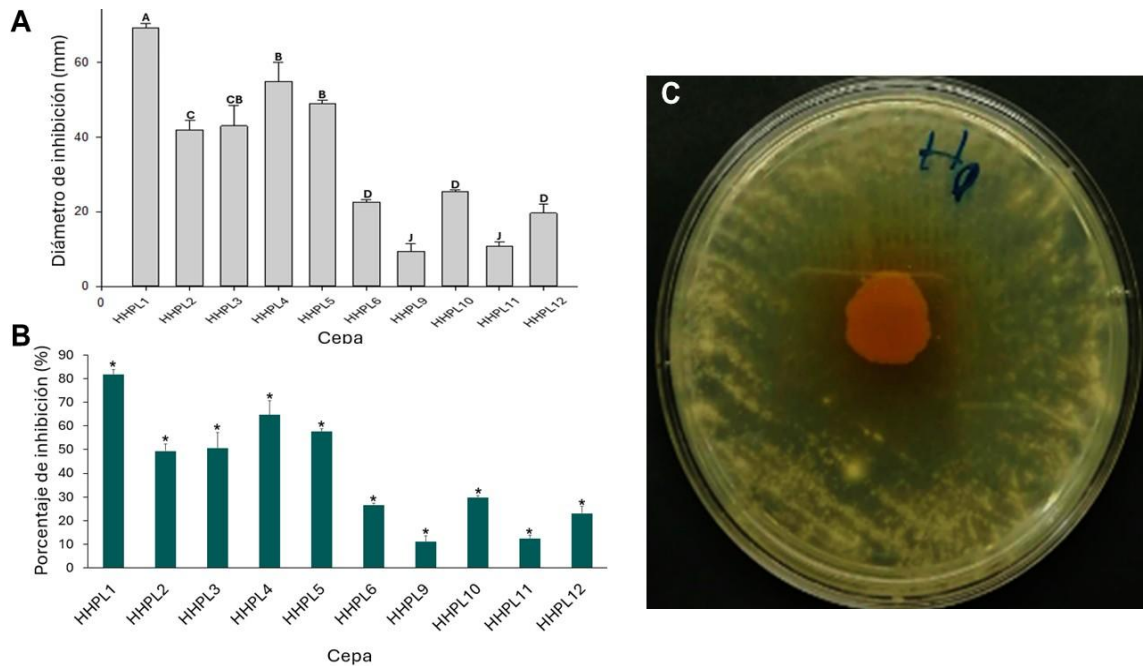 A
Diámetro de inhibición (mm)
60
40
20
0
A
C
CB
B
B
D
J
D
J
D
0
HHPL1
HHPL2
HHPL3
HHPL4
HHPL5
HHPL6
HHPL9
HHPL10
HHPL11
HHPL12
Cepa
B
Porcentaje de inhibición (%)
90
80
70
60
50
40
30
20
10
0
*
*
*
*
*
*
*
*
*
*
HHPL1
HHPL2
HHPL3
HHPL4
HHPL5
HHPL6
HHPL9
HHPL10
HHPL11
HHPL12
Cepa
C